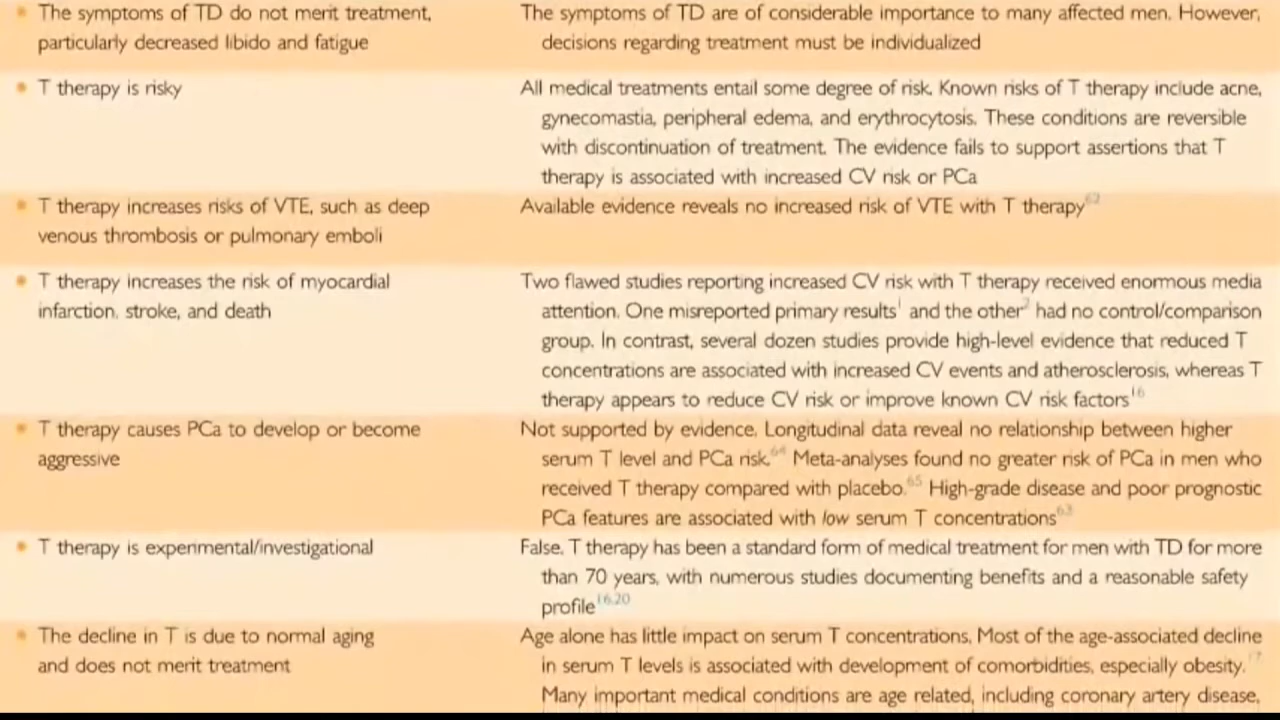 • The symptoms of TD do not merit treatment,
particularly decreased libido and fatigue
The symptoms of TD are of considerable importance to many affected men. However,
decisions regarding treatment must be individualized
• T therapy is risky
All medical treatments entail some degree of risk. Known risks of T therapy include acne,
gynecomastia, peripheral edema, and erythrocytosis. These conditions are reversible
with discontinuation of treatment. The evidence fails to support assertions that T
therapy is associated with increased CV risk or PCa
• T therapy increases risks of VTE, such as deep
venous thrombosis or pulmonary emboli
Available evidence reveals no increased risk of VTE with T therapy62
• T therapy increases the risk of myocardial
infarction, stroke, and death
Two flawed studies reporting increased CV risk with T therapy received enormous media
attention. One misreported primary results1 and the other2 had no control/comparison
group. In contrast, several dozen studies provide high-level evidence that reduced T
concentrations are associated with increased CV events and atherosclerosis, whereas T
therapy appears to reduce CV risk or improve known CV risk factors16
• T therapy causes PCa to develop or become
aggressive
Not supported by evidence. Longitudinal data reveal no relationship between higher
serum T level and PCa risk.64 Meta-analyses found no greater risk of PCa in men who
received T therapy compared with placebo.65 High-grade disease and poor prognostic
PCa features are associated with low serum T concentrations63
• T therapy is experimental/investigational
False. T therapy has been a standard form of medical treatment for men with TD for more
than 70 years, with numerous studies documenting benefits and a reasonable safety
profile16,20
• The decline in T is due to normal aging
and does not merit treatment
Age alone has little impact on serum T concentrations. Most of the age-associated decline
in serum T levels is associated with development of comorbidities, especially obesity.17
Many important medical conditions are age related, including coronary artery disease,